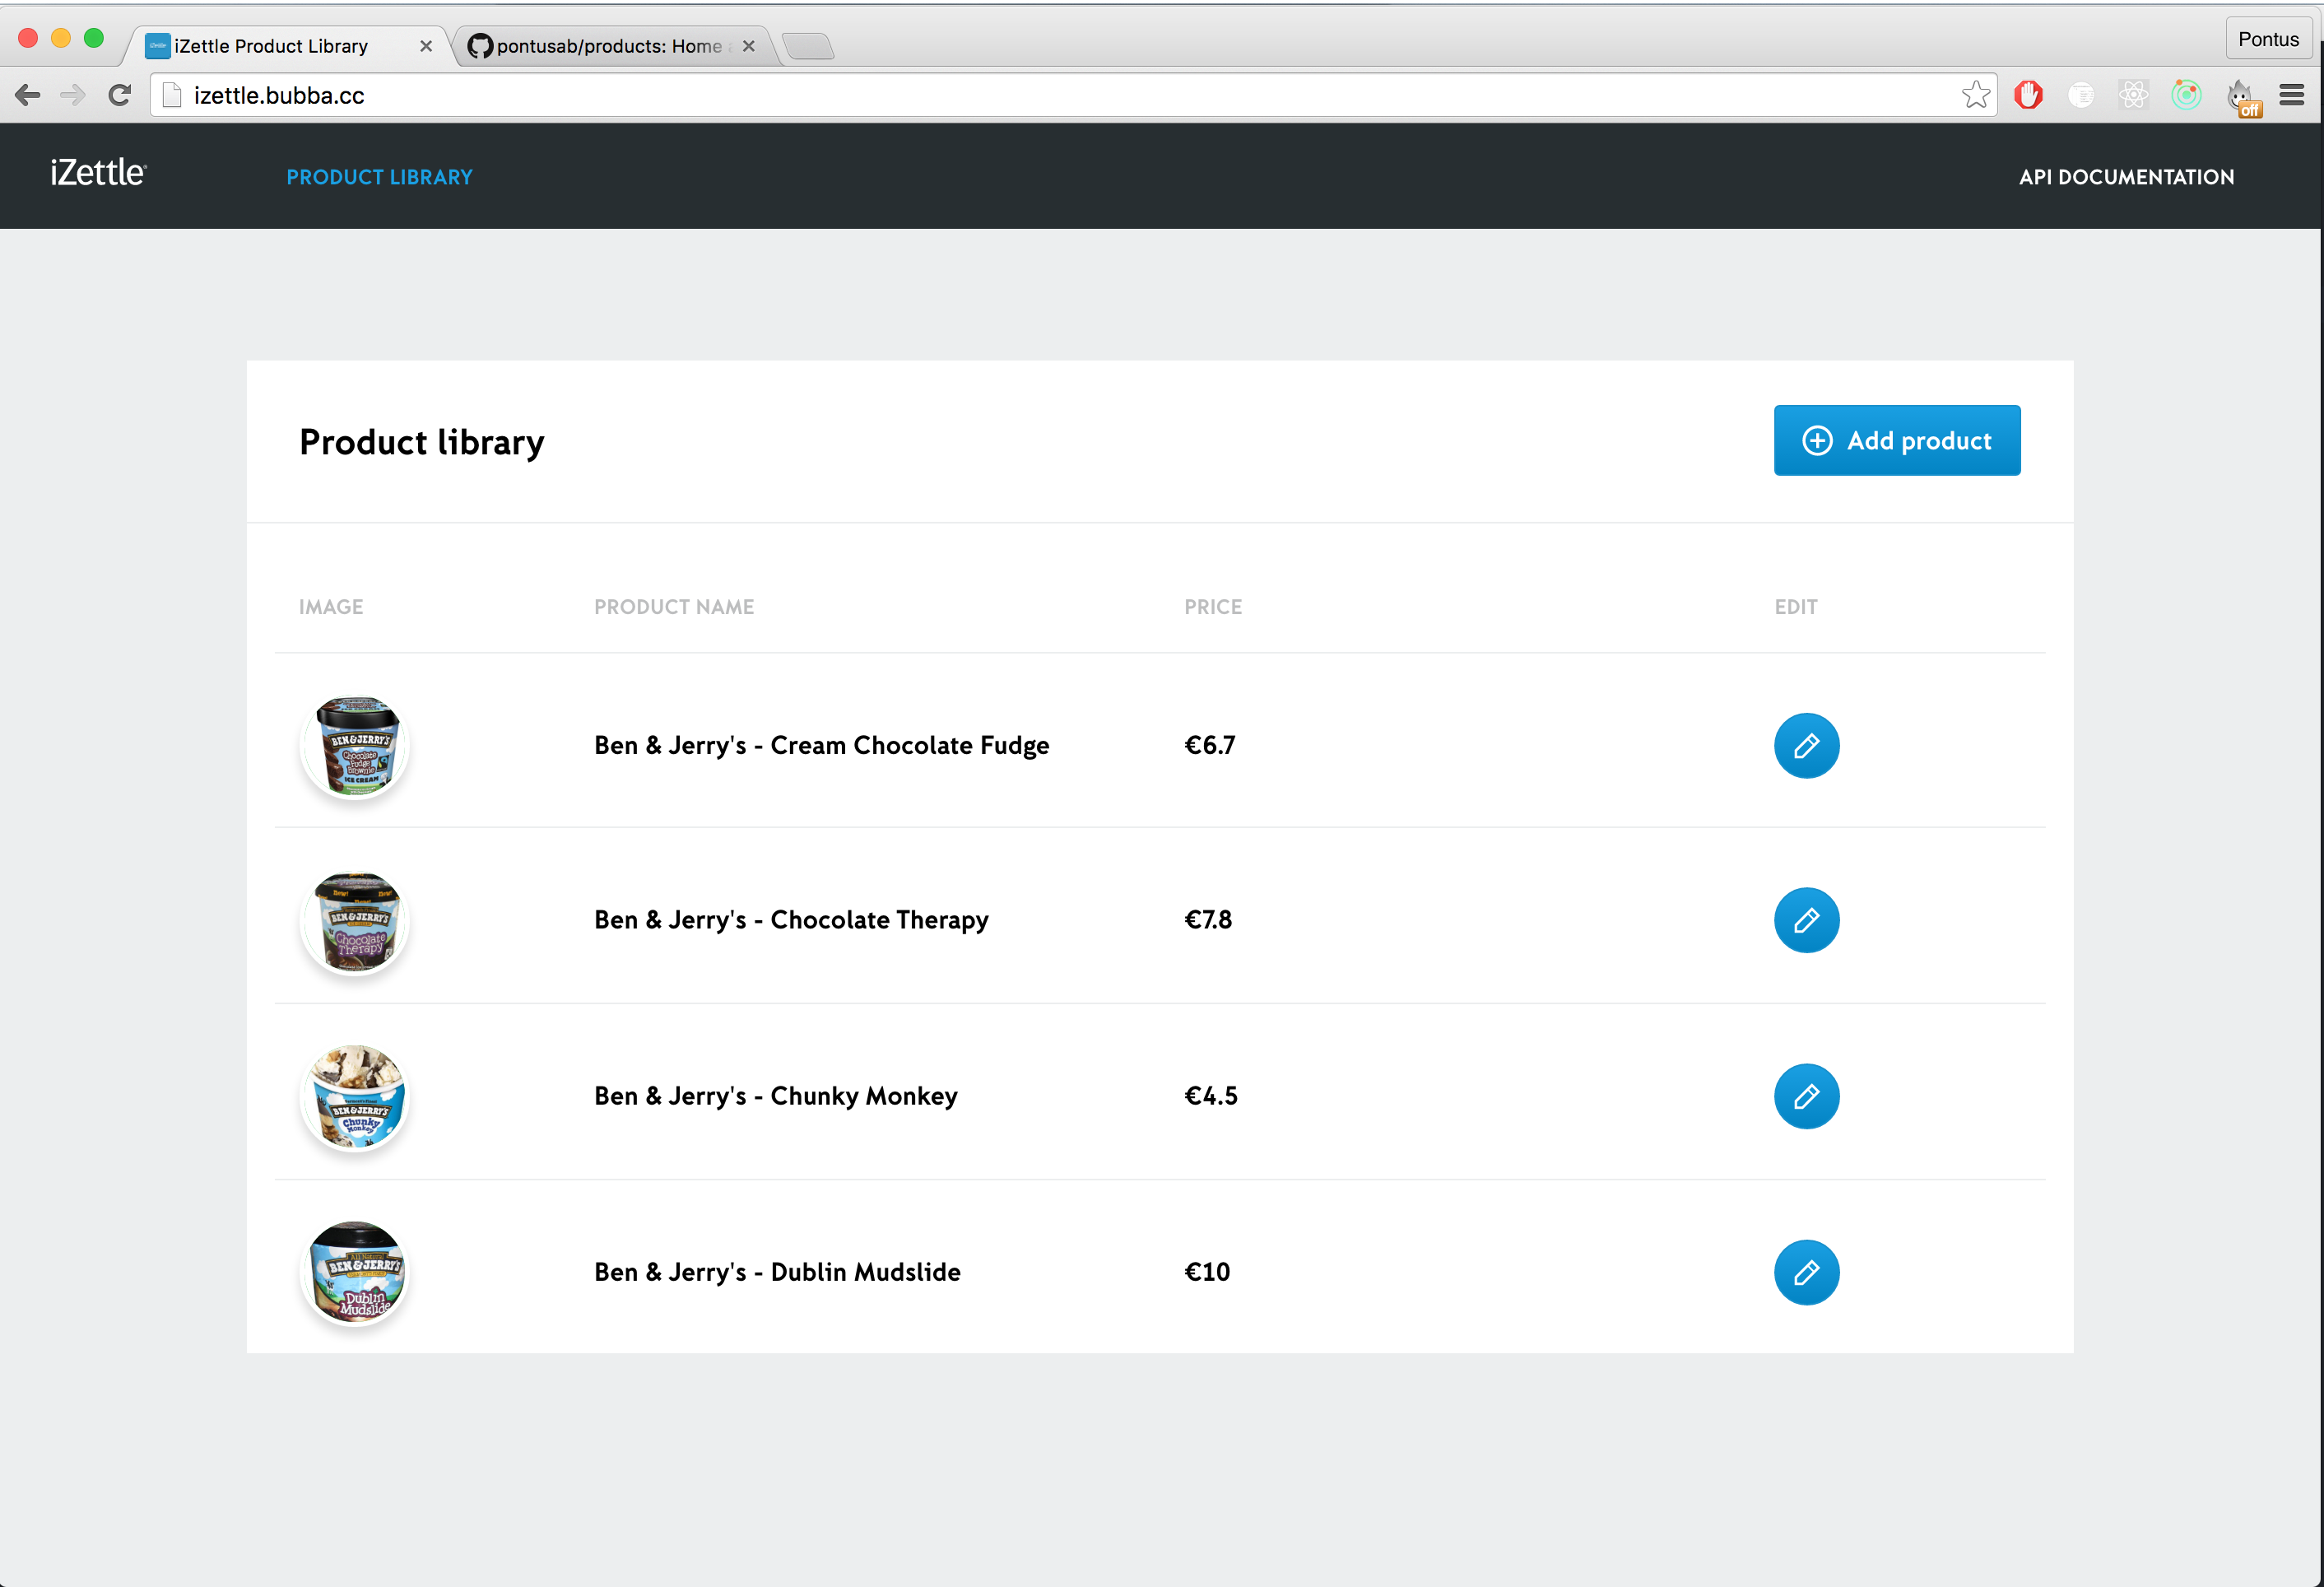 iZettle Product Library
pontusab/products: Home
Pontus
izettle.bubba.cc
off
iZettle
PRODUCT LIBRARY
API DOCUMENTATION
Product library
Add product
IMAGE PRODUCT NAME PRICE EDIT
BEN & JERRY'S
Chocolate
Fudge
Brownie
ICE CREAM
Ben & Jerry's - Cream Chocolate Fudge €6.7
BEN & JERRY'S
Chocolate
Therapy
Ben & Jerry's - Chocolate Therapy €7.8
BEN & JERRY'S
Chunky
Monkey
Ben & Jerry's - Chunky Monkey €4.5
BEN & JERRY'S
Dublin
Mudslide
Ben & Jerry's - Dublin Mudslide €10